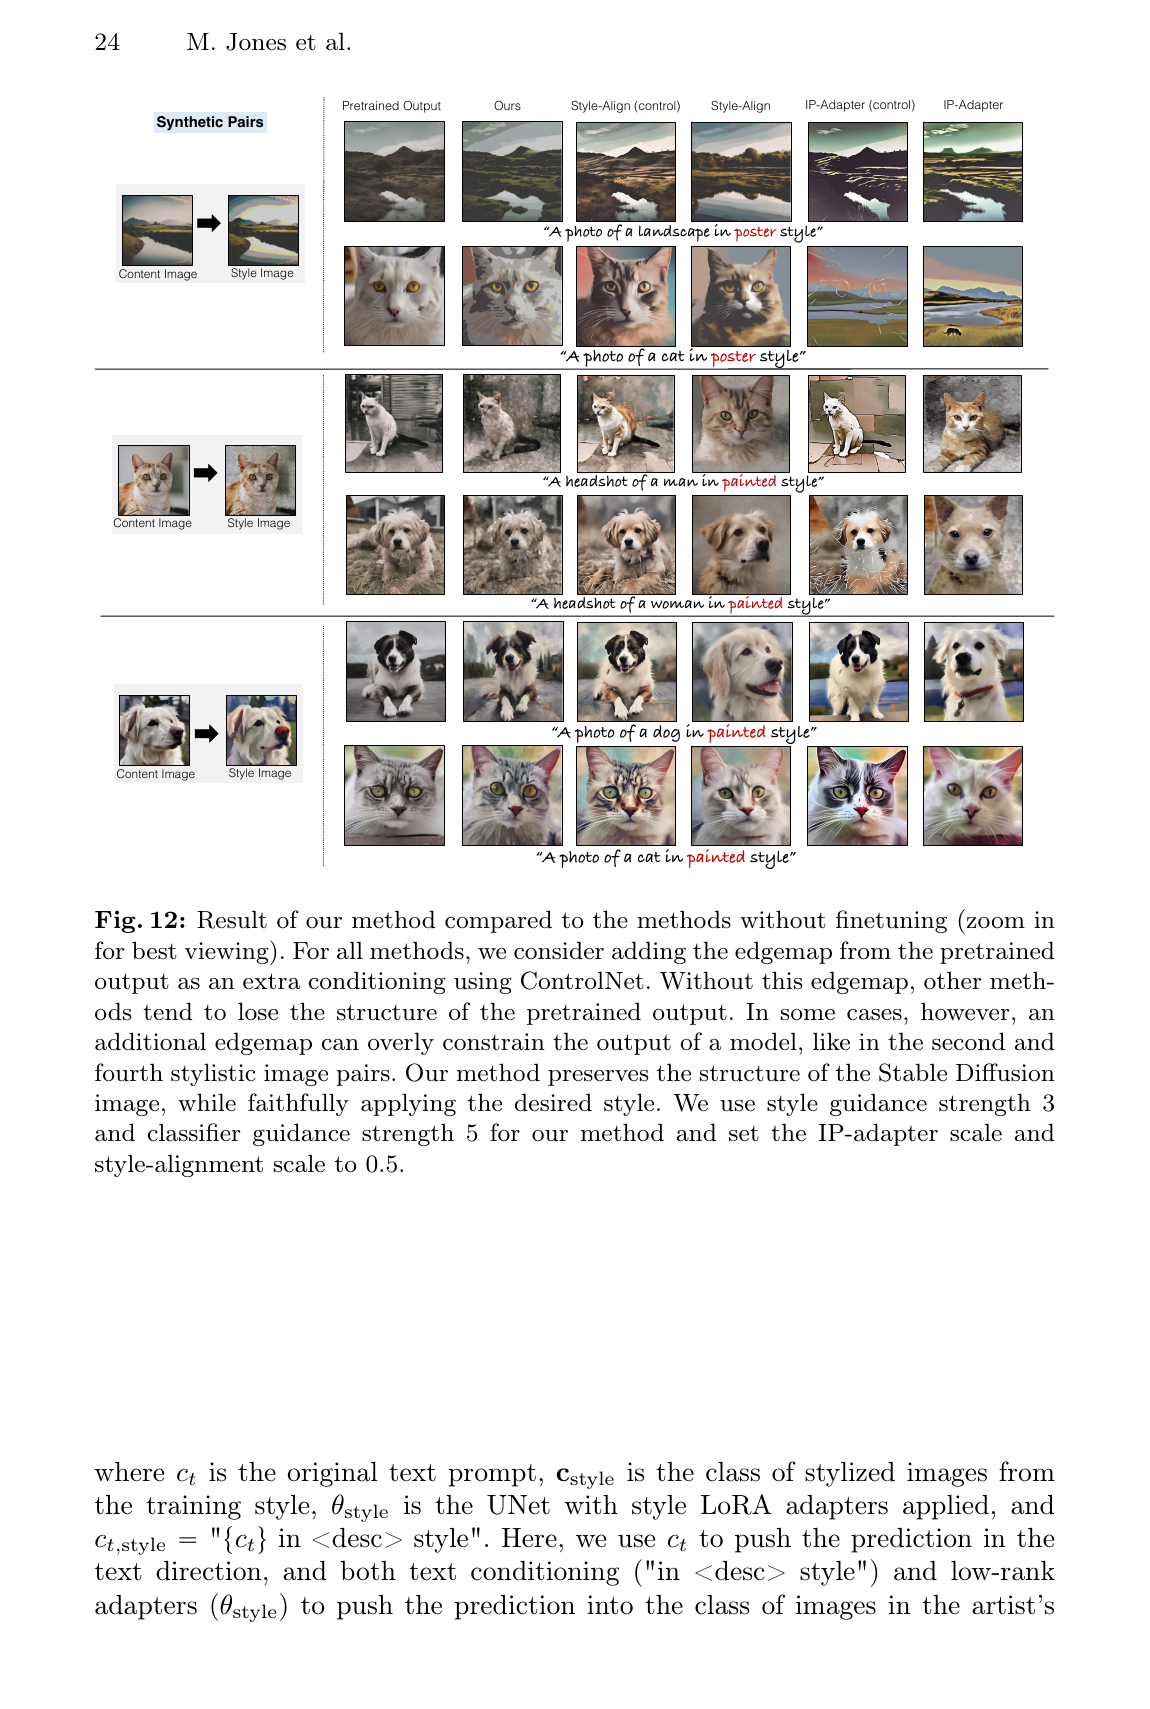 24 M. Jones et al.
Synthetic Pairs
Pretrained Output Ours Style-Align (control) Style-Align IP-Adapter (control) IP-Adapter
Content Image Style Image
"A photo of a landscape in poster style"
"A photo of a cat in poster style"
Content Image Style Image
"A headshot of a man in painted style"
"A headshot of a woman in painted style"
Content Image Style Image
"A photo of a dog in painted style"
"A photo of a cat in painted style"
Fig. 12: Result of our method compared to the methods without finetuning (zoom in
for best viewing). For all methods, we consider adding the edgemap from the pretrained
output as an extra conditioning using ControlNet. Without this edgemap, other meth-
ods tend to lose the structure of the pretrained output. In some cases, however, an
additional edgemap can overly constrain the output of a model, like in the second and
fourth stylistic image pairs. Our method preserves the structure of the Stable Diffusion
image, while faithfully applying the desired style. We use style guidance strength 3
and classifier guidance strength 5 for our method and set the IP-adapter scale and
style-alignment scale to 0.5.
where c_t is the original text prompt, c_style is the class of stylized images from
the training style, θ_style is the UNet with style LoRA adapters applied, and
c_t,style = "{c_t} in <desc> style". Here, we use c_t to push the prediction in the
text direction, and both text conditioning ("in <desc> style") and low-rank
adapters (θ_style) to push the prediction into the class of images in the artist's